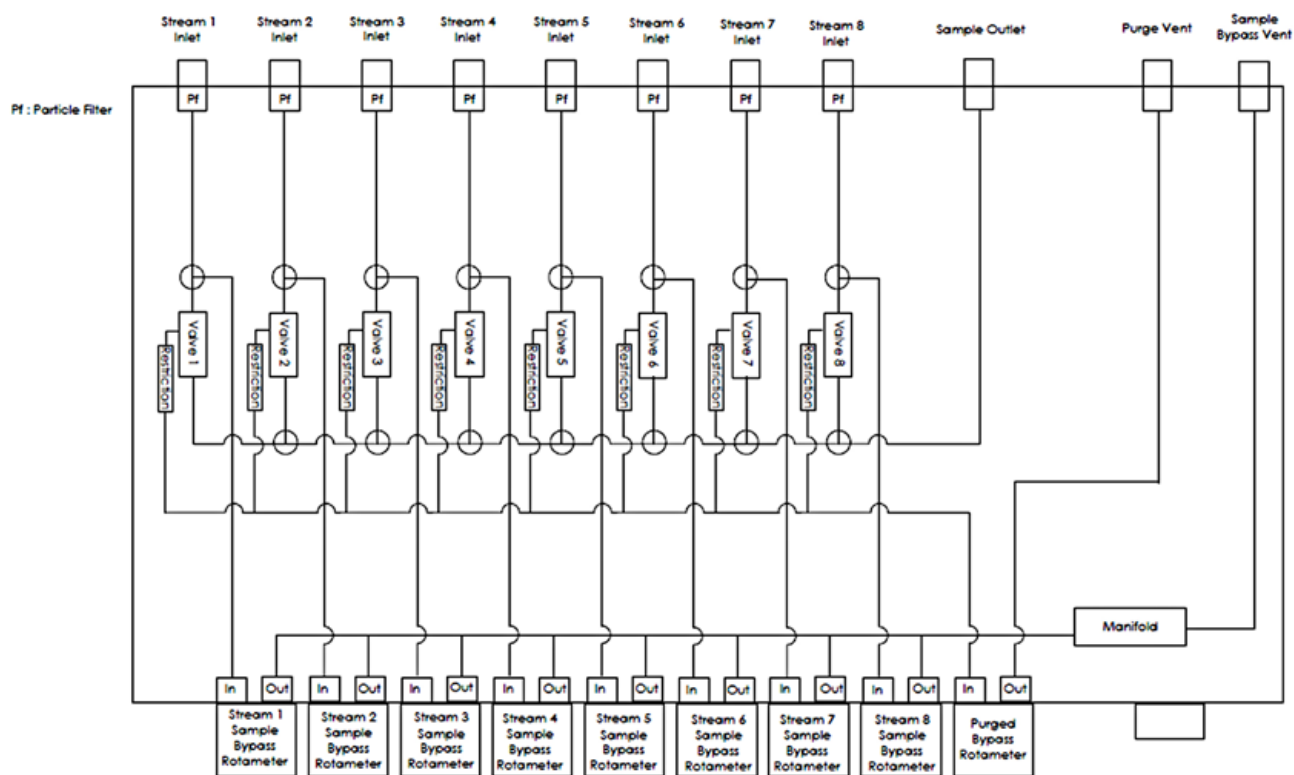 Stream 1
Inlet
Stream 2
Inlet
Stream 3
Inlet
Stream 4
Inlet
Stream 5
Inlet
Stream 6
Inlet
Stream 7
Inlet
Stream 8
Inlet
Sample Outlet
Purge Vent
Sample
Bypass Vent
Pf : Particle Filter
Pf
Pf
Pf
Pf
Pf
Pf
Pf
Pf
Restriction
Valve 1
Restriction
Valve 2
Restriction
Valve 3
Restriction
Valve 4
Restriction
Valve 5
Restriction
Valve 6
Restriction
Valve 7
Restriction
Valve 8
Manifold
In
Out
In
Out
In
Out
In
Out
In
Out
In
Out
In
Out
In
Out
In
Out
Stream 1
Sample
Bypass
Rotameter
Stream 2
Sample
Bypass
Rotameter
Stream 3
Sample
Bypass
Rotameter
Stream 4
Sample
Bypass
Rotameter
Stream 5
Sample
Bypass
Rotameter
Stream 6
Sample
Bypass
Rotameter
Stream 7
Sample
Bypass
Rotameter
Stream 8
Sample
Bypass
Rotameter
Purged
Bypass
Rotameter